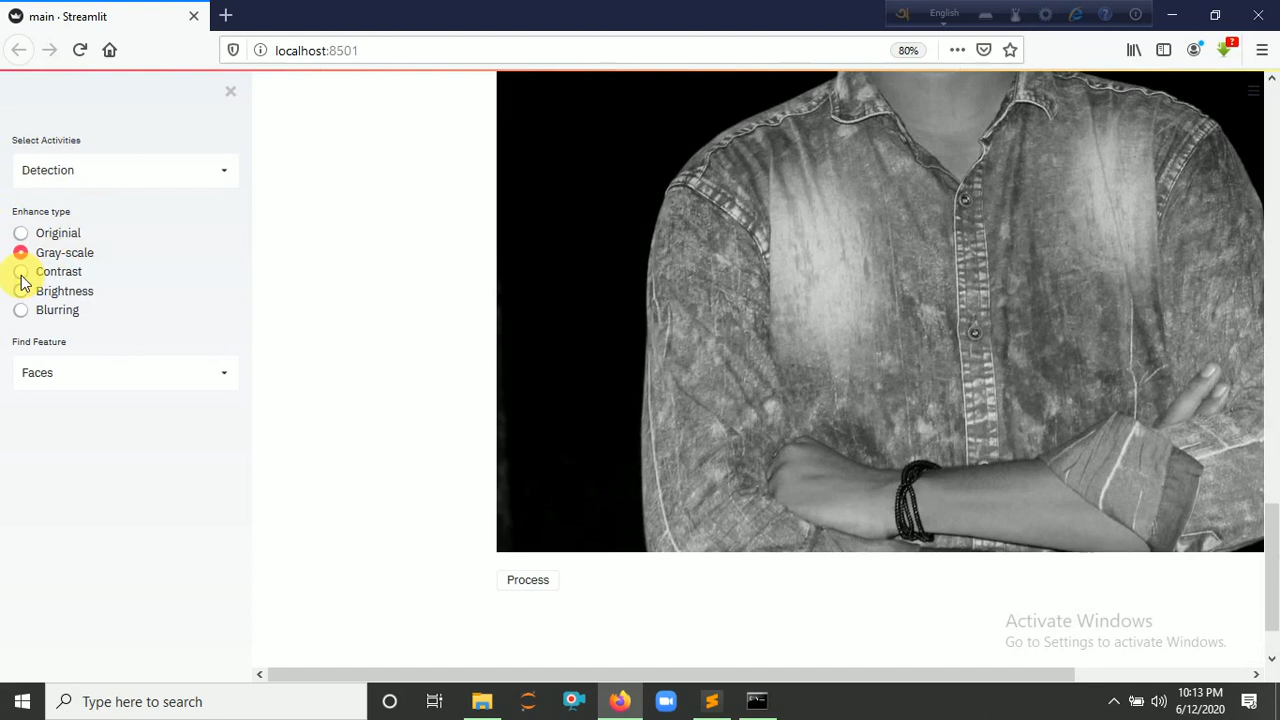 main · Streamlit
English
localhost:8501
80%
Select Activities
Detection
Enhance type
Originial
Gray-scale
Contrast
Brightness
Blurring
Find Feature
Faces
Process
Activate Windows
Go to Settings to activate Windows.
Type here to search
10:13 PM
6/12/2020